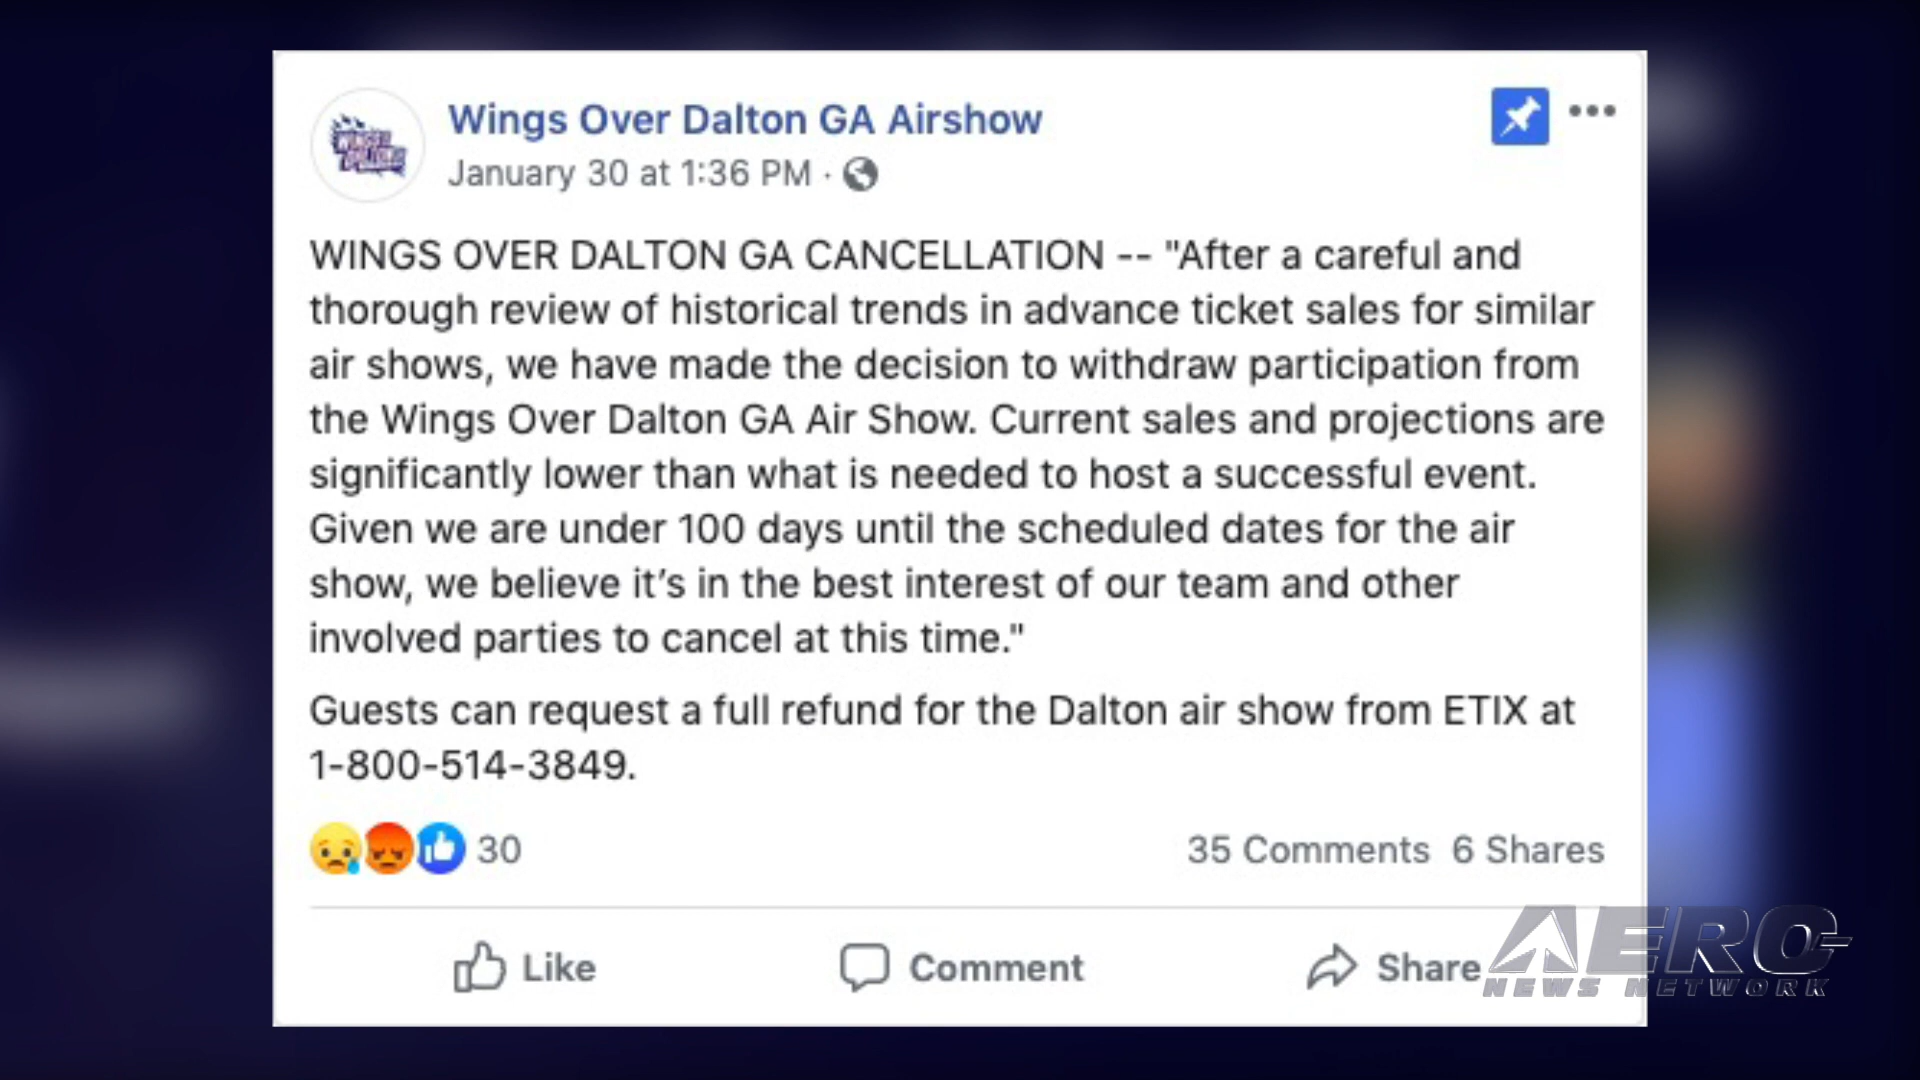 Wings Over Dalton GA Airshow
January 30 at 1:36 PM ·
WINGS OVER DALTON GA CANCELLATION -- "After a careful and
thorough review of historical trends in advance ticket sales for similar
air shows, we have made the decision to withdraw participation from
the Wings Over Dalton GA Air Show. Current sales and projections are
significantly lower than what is needed to host a successful event.
Given we are under 100 days until the scheduled dates for the air
show, we believe it's in the best interest of our team and other
involved parties to cancel at this time."
Guests can request a full refund for the Dalton air show from ETIX at
1-800-514-3849.
30
35 Comments 6 Shares
Like Comment Share
AERO-
NEWS NETWORK